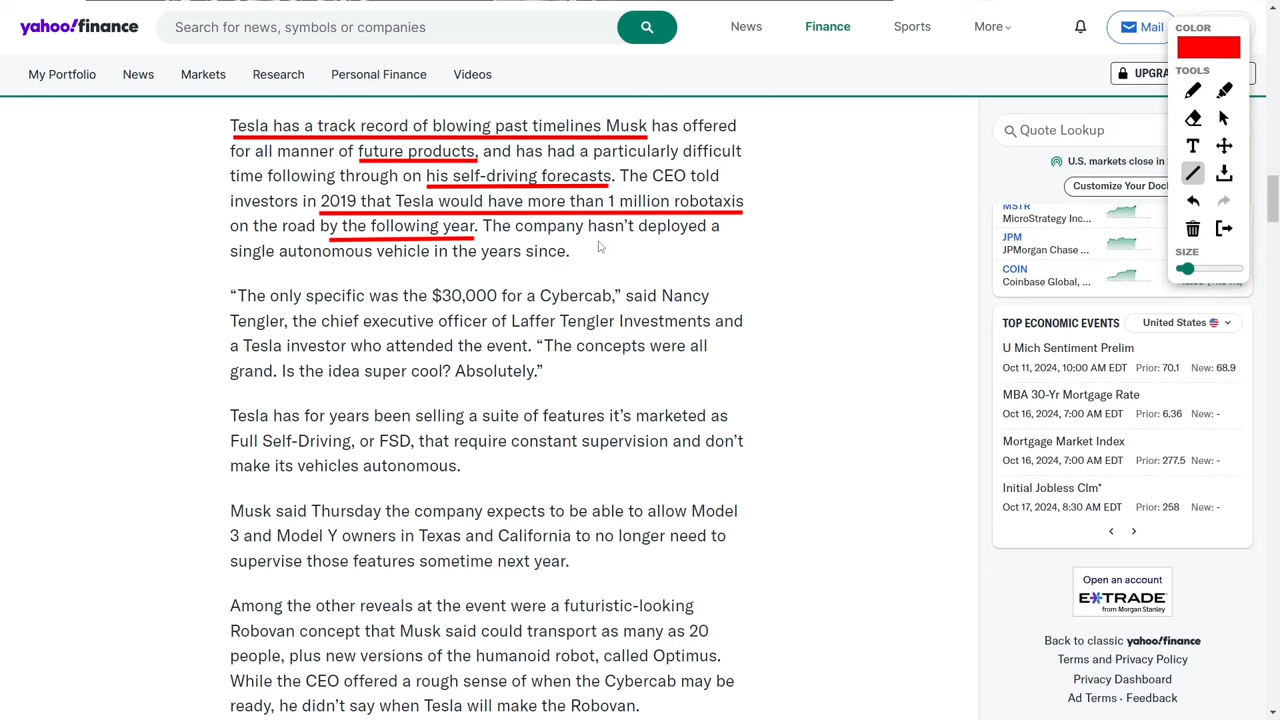 yahoo!finance
Search for news, symbols or companies
News
Finance
Sports
More
Mail
My Portfolio
News
Markets
Research
Personal Finance
Videos
COLOR
TOOLS
T
SIZE
Tesla has a track record of blowing past timelines Musk has offered
for all manner of future products, and has had a particularly difficult
time following through on his self-driving forecasts. The CEO told
investors in 2019 that Tesla would have more than 1 million robotaxis
on the road by the following year. The company hasn't deployed a
single autonomous vehicle in the years since.
“The only specific was the $30,000 for a Cybercab,” said Nancy
Tengler, the chief executive officer of Laffer Tengler Investments and
a Tesla investor who attended the event. “The concepts were all
grand. Is the idea super cool? Absolutely.”
Tesla has for years been selling a suite of features it's marketed as
Full Self-Driving, or FSD, that require constant supervision and don't
make its vehicles autonomous.
Musk said Thursday the company expects to be able to allow Model
3 and Model Y owners in Texas and California to no longer need to
supervise those features sometime next year.
Among the other reveals at the event were a futuristic-looking
Robovan concept that Musk said could transport as many as 20
people, plus new versions of the humanoid robot, called Optimus.
While the CEO offered a rough sense of when the Cybercab may be
ready, he didn't say when Tesla will make the Robovan.
Quote Lookup
U.S. markets close in
Customize Your
MSTR
MicroStrategy Inc...
JPM
JPMorgan Chase ...
COIN
Coinbase Global, ...
TOP ECONOMIC EVENTS
United States
U Mich Sentiment Prelim
Oct 11, 2024, 10:00 AM EDT Prior: 70.1 New: 68.9
MBA 30-Yr Mortgage Rate
Oct 16, 2024, 7:00 AM EDT Prior: 6.36 New: -
Mortgage Market Index
Oct 16, 2024, 7:00 AM EDT Prior: 277.5 New: -
Initial Jobless Clm*
Oct 17, 2024, 8:30 AM EDT Prior: 258 New: -
Open an account
E*TRADE
from Morgan Stanley
Back to classic yahoo!finance
Terms and Privacy Policy
Privacy Dashboard
Ad Terms · Feedback